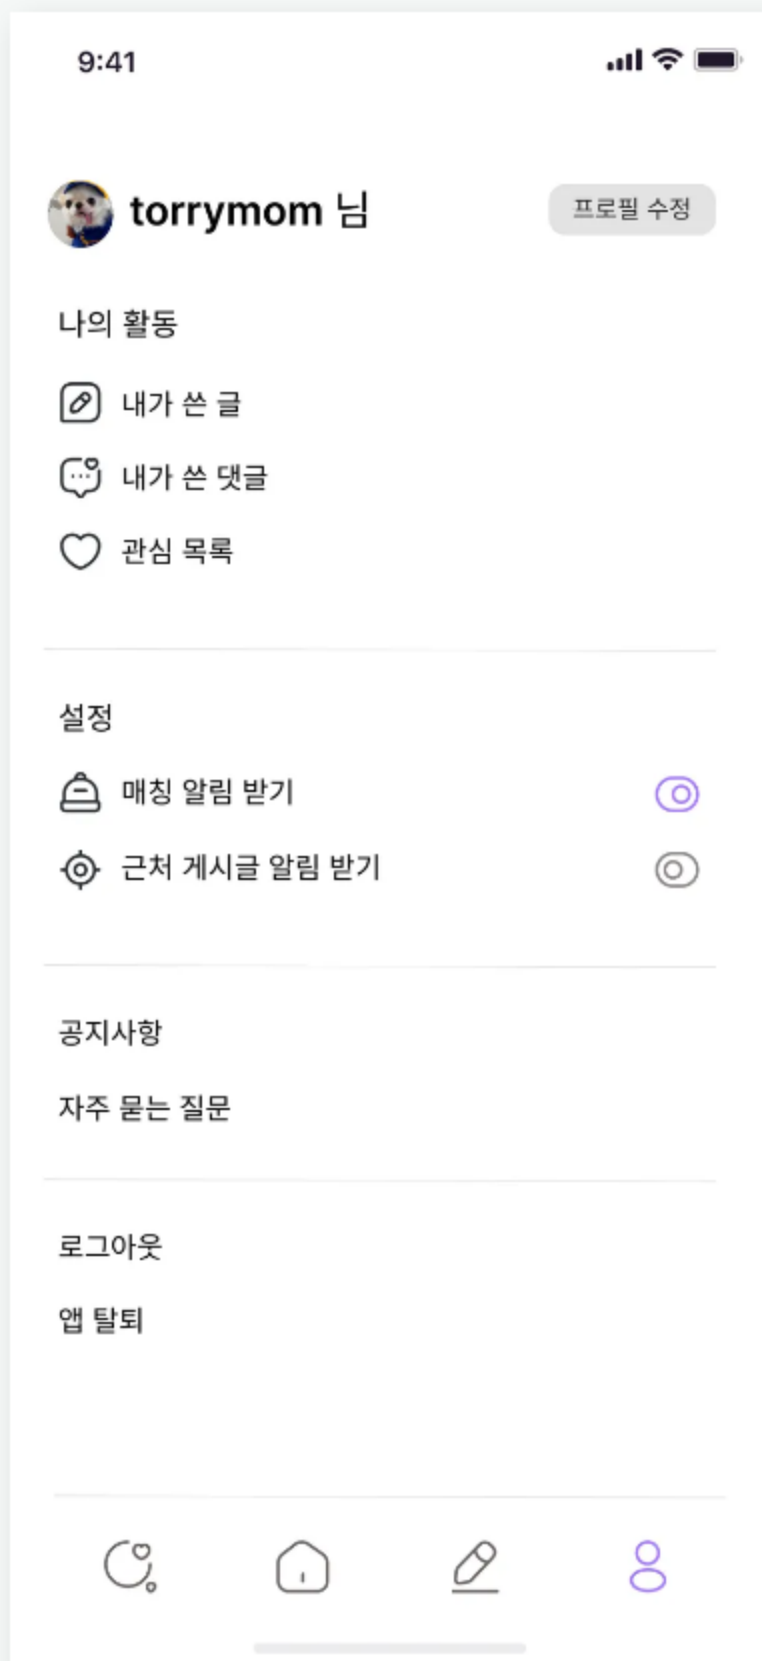 9:41
torrymom 님
프로필 수정
나의 활동
내가 쓴 글
내가 쓴 댓글
관심 목록
설정
매칭 알림 받기
근처 게시글 알림 받기
공지사항
자주 묻는 질문
로그아웃
앱 탈퇴